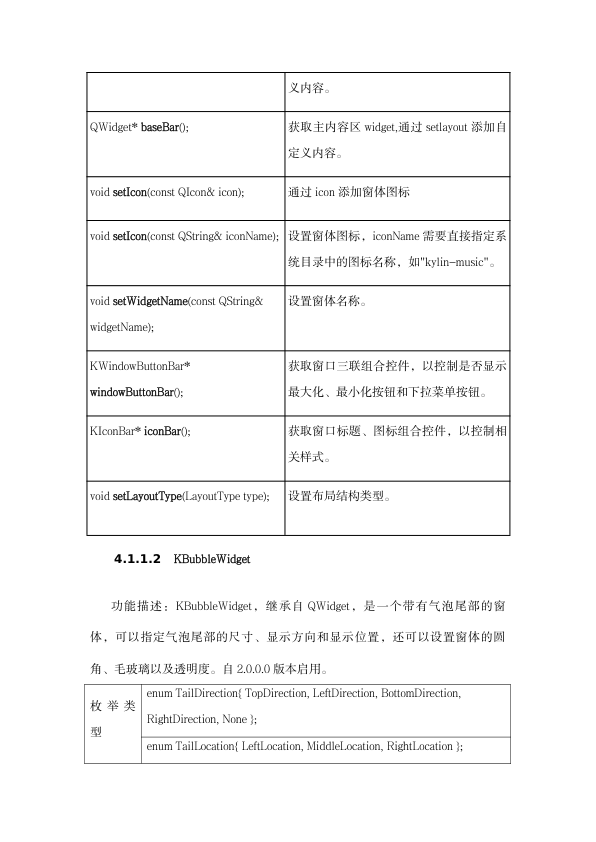 义内容。
QWidget* baseBar();
获取主内容区 widget,通过 setlayout 添加自
定义内容。
void setIcon(const QIcon& icon);
通过 icon 添加窗体图标
void setIcon(const QString& iconName);
设置窗体图标，iconName 需要直接指定系
统目录中的图标名称，如"kylin-music"。
void setWidgetName(const QString&
widgetName);
设置窗体名称。
KWindowButtonBar*
windowButtonBar();
获取窗口三联组合控件，以控制是否显示
最大化、最小化按钮和下拉菜单按钮。
KIconBar* iconBar();
获取窗口标题、图标组合控件，以控制相
关样式。
void setLayoutType(LayoutType type);
设置布局结构类型。
4.1.1.2 KBubbleWidget
功能描述：KBubbleWidget，继承自 QWidget，是一个带有气泡尾部的窗
体，可以指定气泡尾部的尺寸、显示方向和显示位置，还可以设置窗体的圆
角、毛玻璃以及透明度。自 2.0.0.0 版本启用。
枚举类
型
enum TailDirection{ TopDirection, LeftDirection, BottomDirection,
RightDirection, None };
enum TailLocation{ LeftLocation, MiddleLocation, RightLocation };